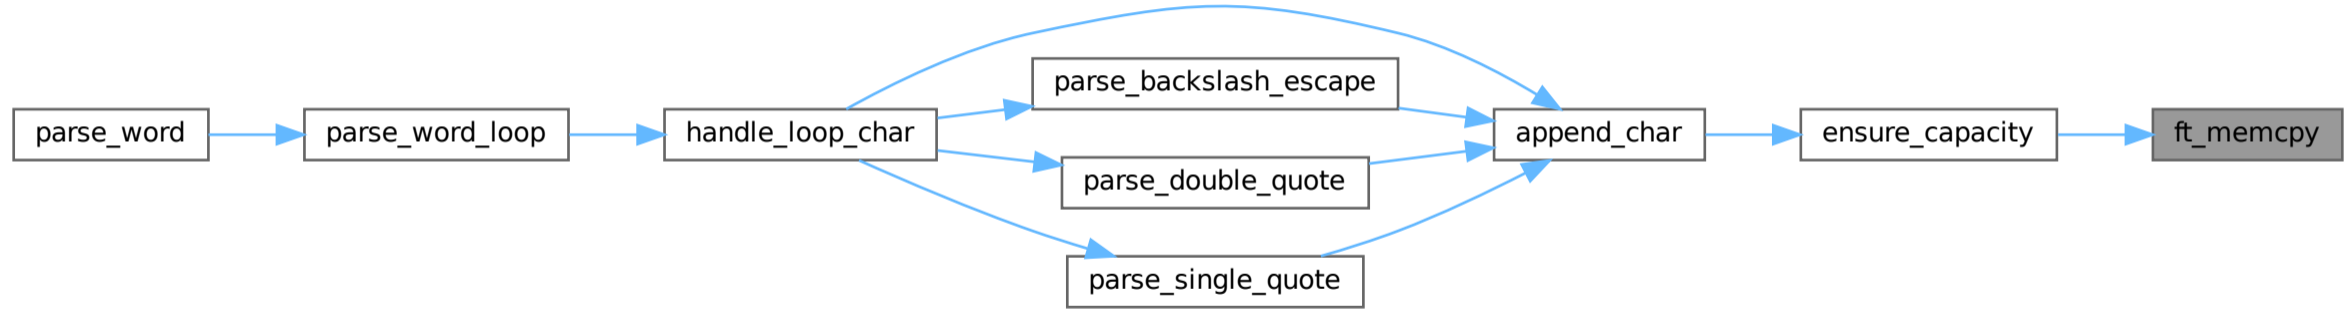 parse_word
parse_word_loop
handle_loop_char
parse_backslash_escape
parse_double_quote
parse_single_quote
append_char
ensure_capacity
ft_memcpy